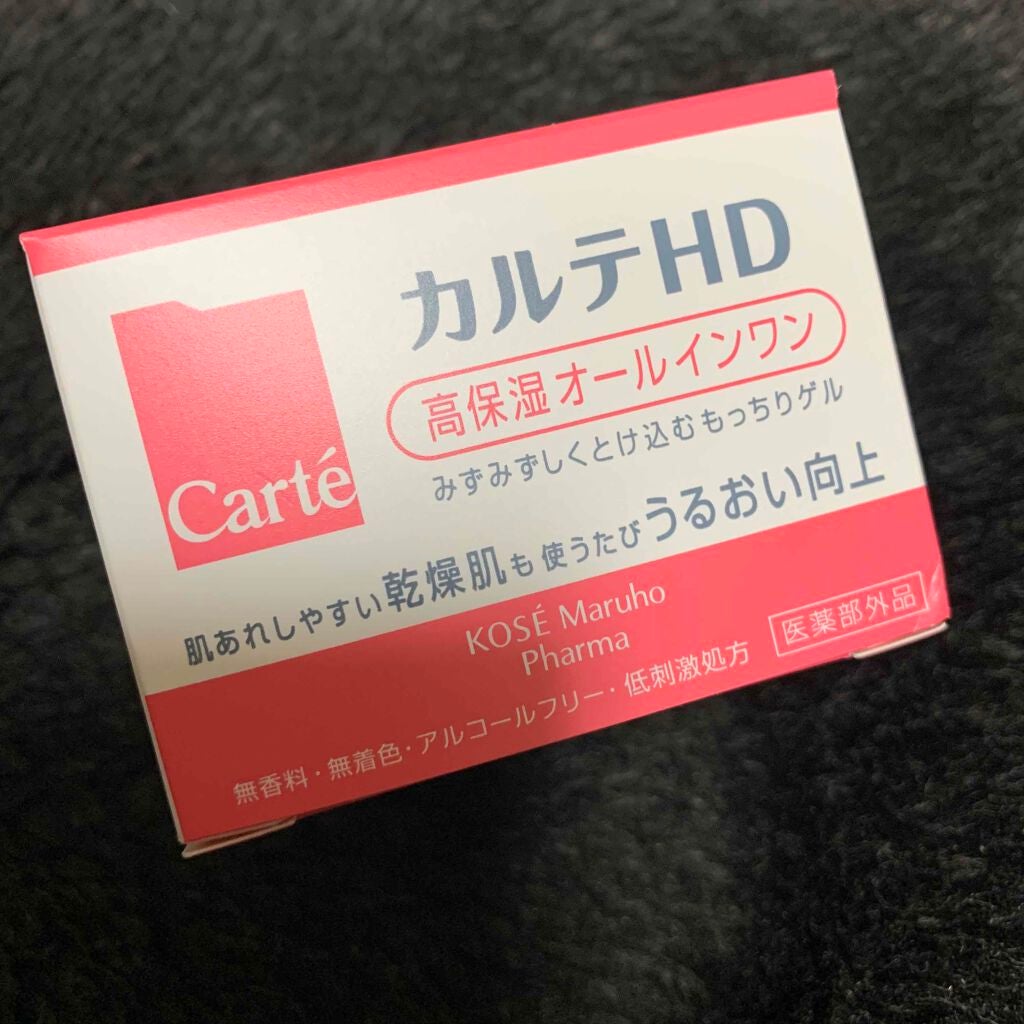 カルテHD
高保湿オールインワン
みずみずしくとけ込むもっちりゲル
Carté
肌あれしやすい乾燥肌も使うたびうるおい向上
KOSÉ Maruho
Pharma
医薬部外品
無香料・無着色・アルコールフリー・低刺激処方